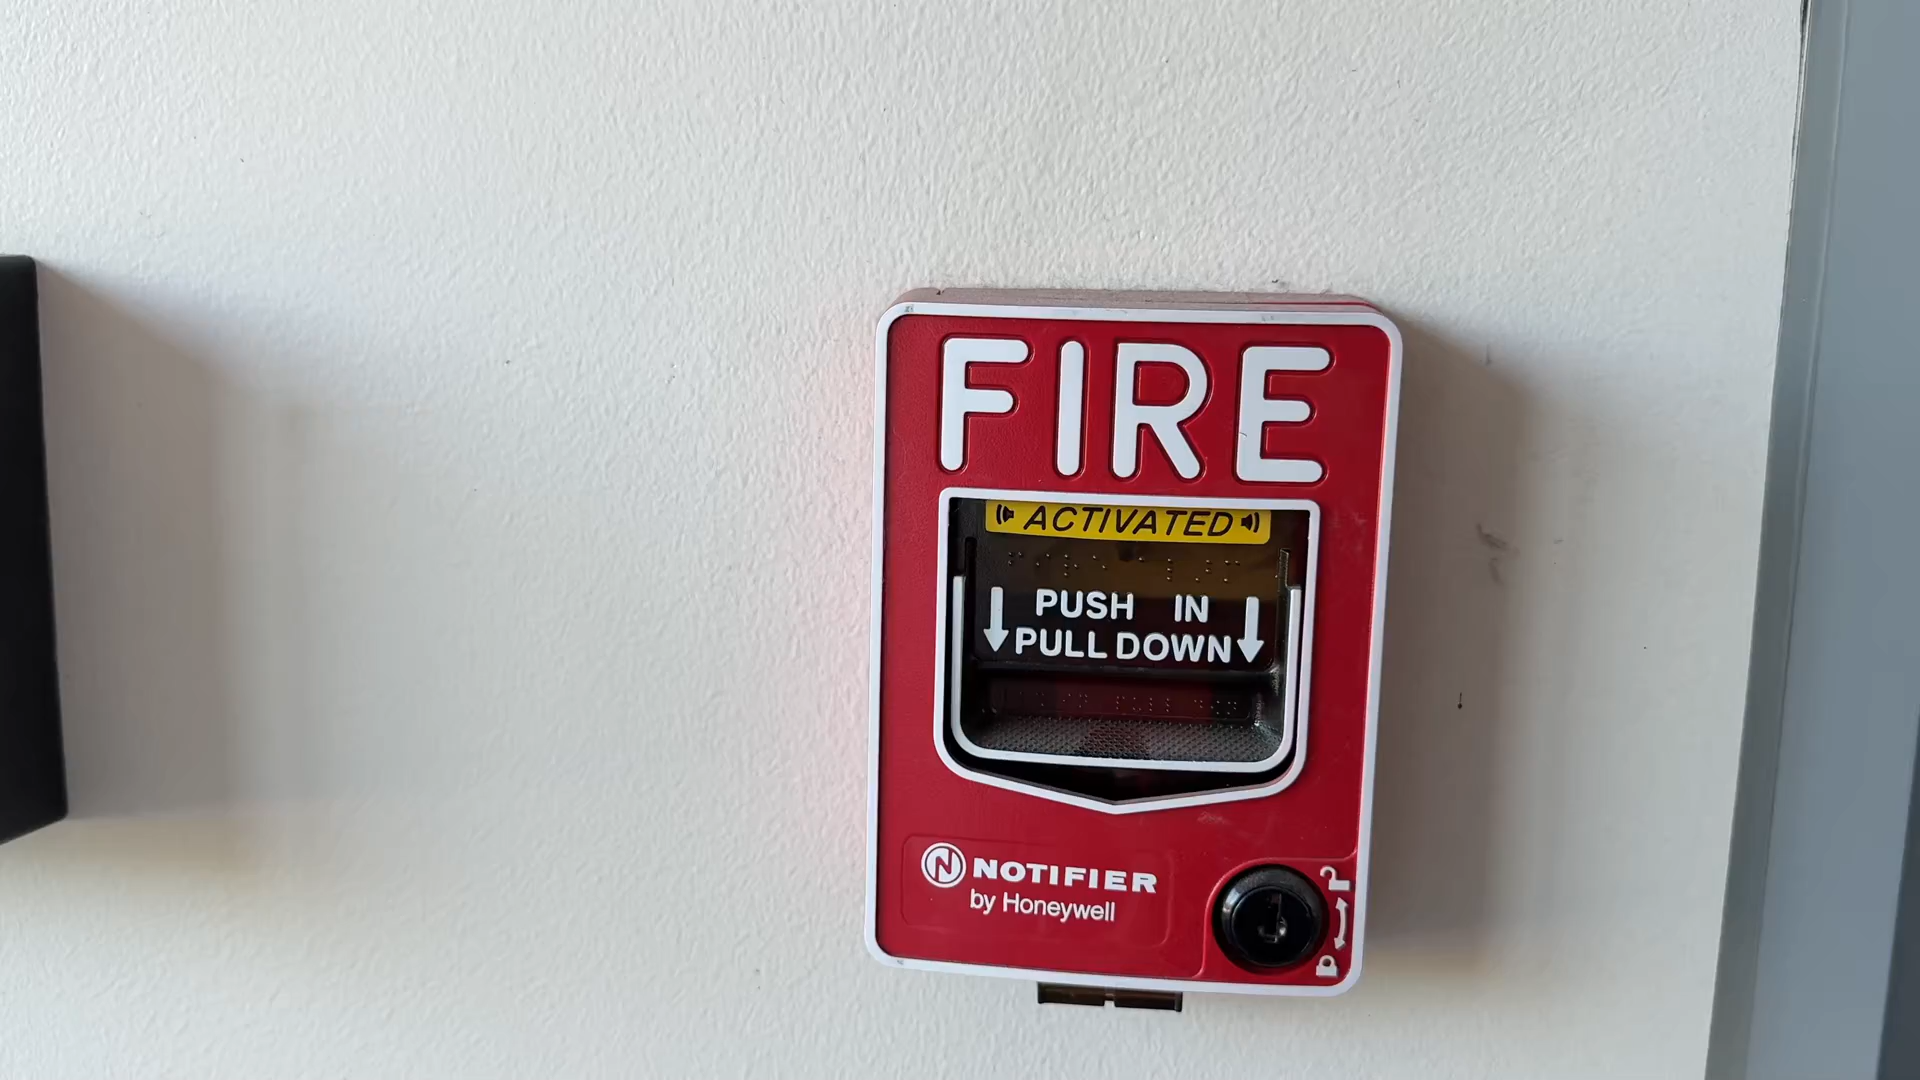 FIRE
ACTIVATED
PUSH IN
PULL DOWN
NOTIFIER
by Honeywell